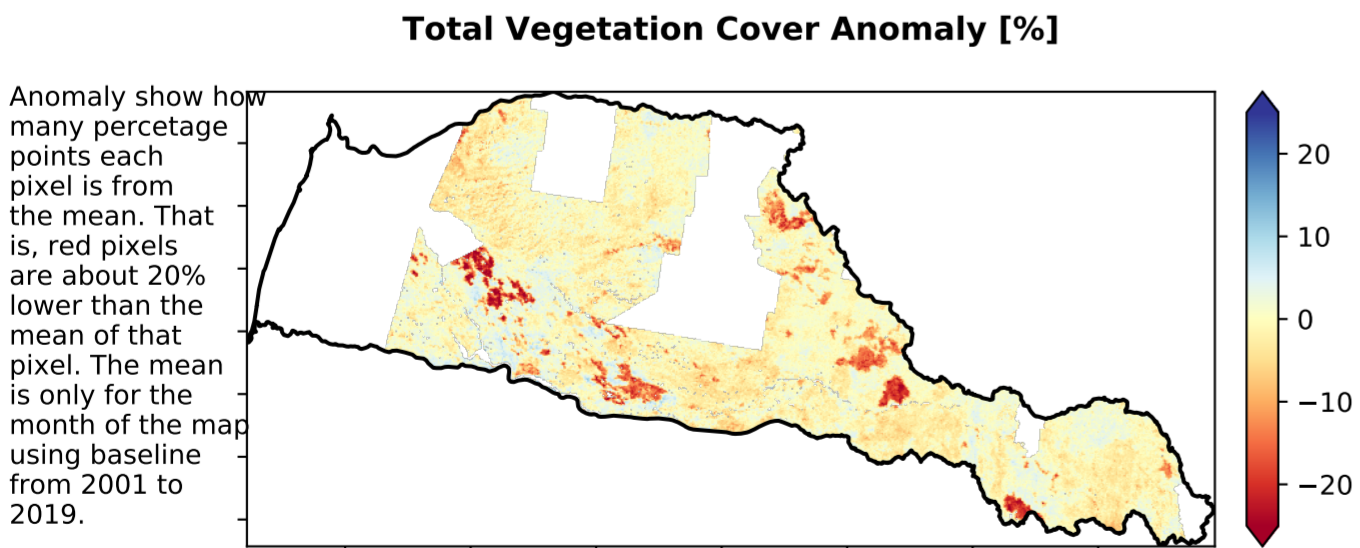 Total Vegetation Cover Anomaly [%]
Anomaly show how
many percetage
points each
pixel is from
the mean. That
is, red pixels
are about 20%
lower than the
mean of that
pixel. The mean
is only for the
month of the map
using baseline
from 2001 to
2019.
20
10
0
−10
−20